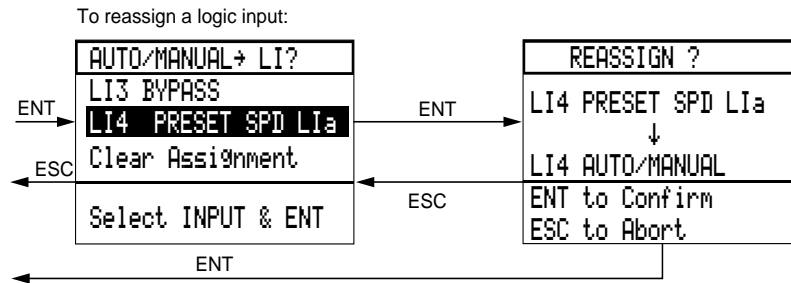 To reassign a logic input:
AUTO/MANUAL→ LI?
LI3 BYPASS
LI4 PRESET SPD LIa
Clear Assignment
Select INPUT & ENT
ENT
ESC
ENT
ESC
REASSIGN ?
LI4 PRESET SPD LIa
↓
LI4 AUTO/MANUAL
ENT to Confirm
ESC to Abort
ENT